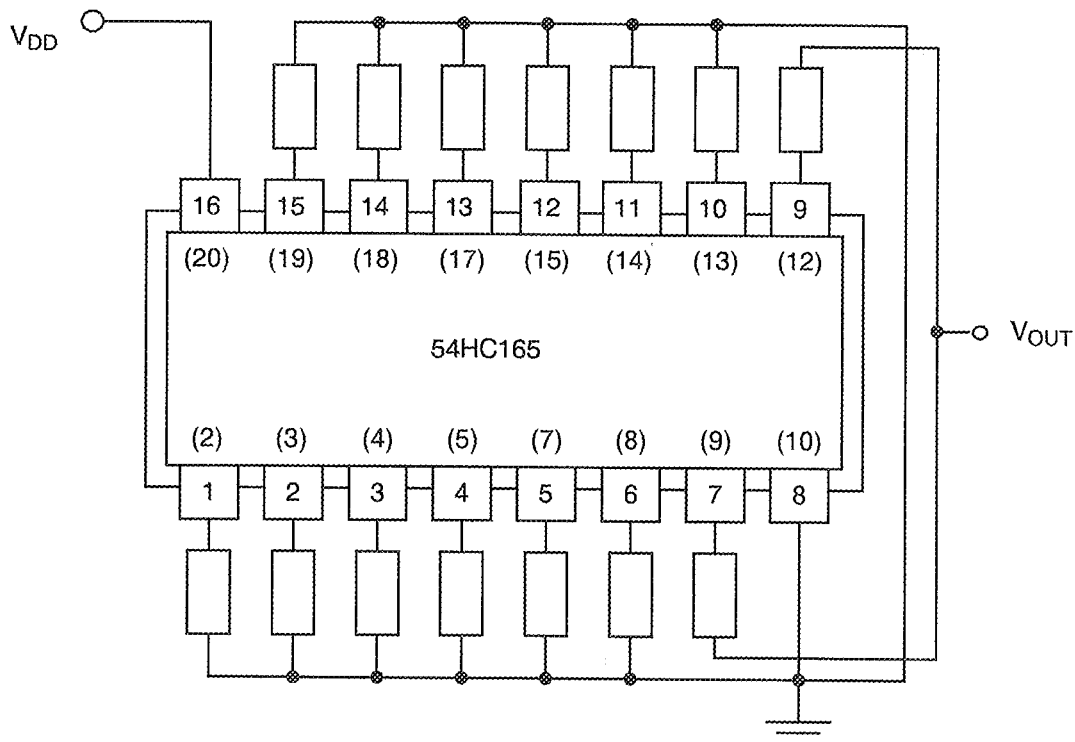 V_DD
16 15 14 13 12 11 10 9
(20) (19) (18) (17) (15) (14) (13) (12)
V_OUT
54HC165
(2) (3) (4) (5) (7) (8) (9) (10)
1 2 3 4 5 6 7 8